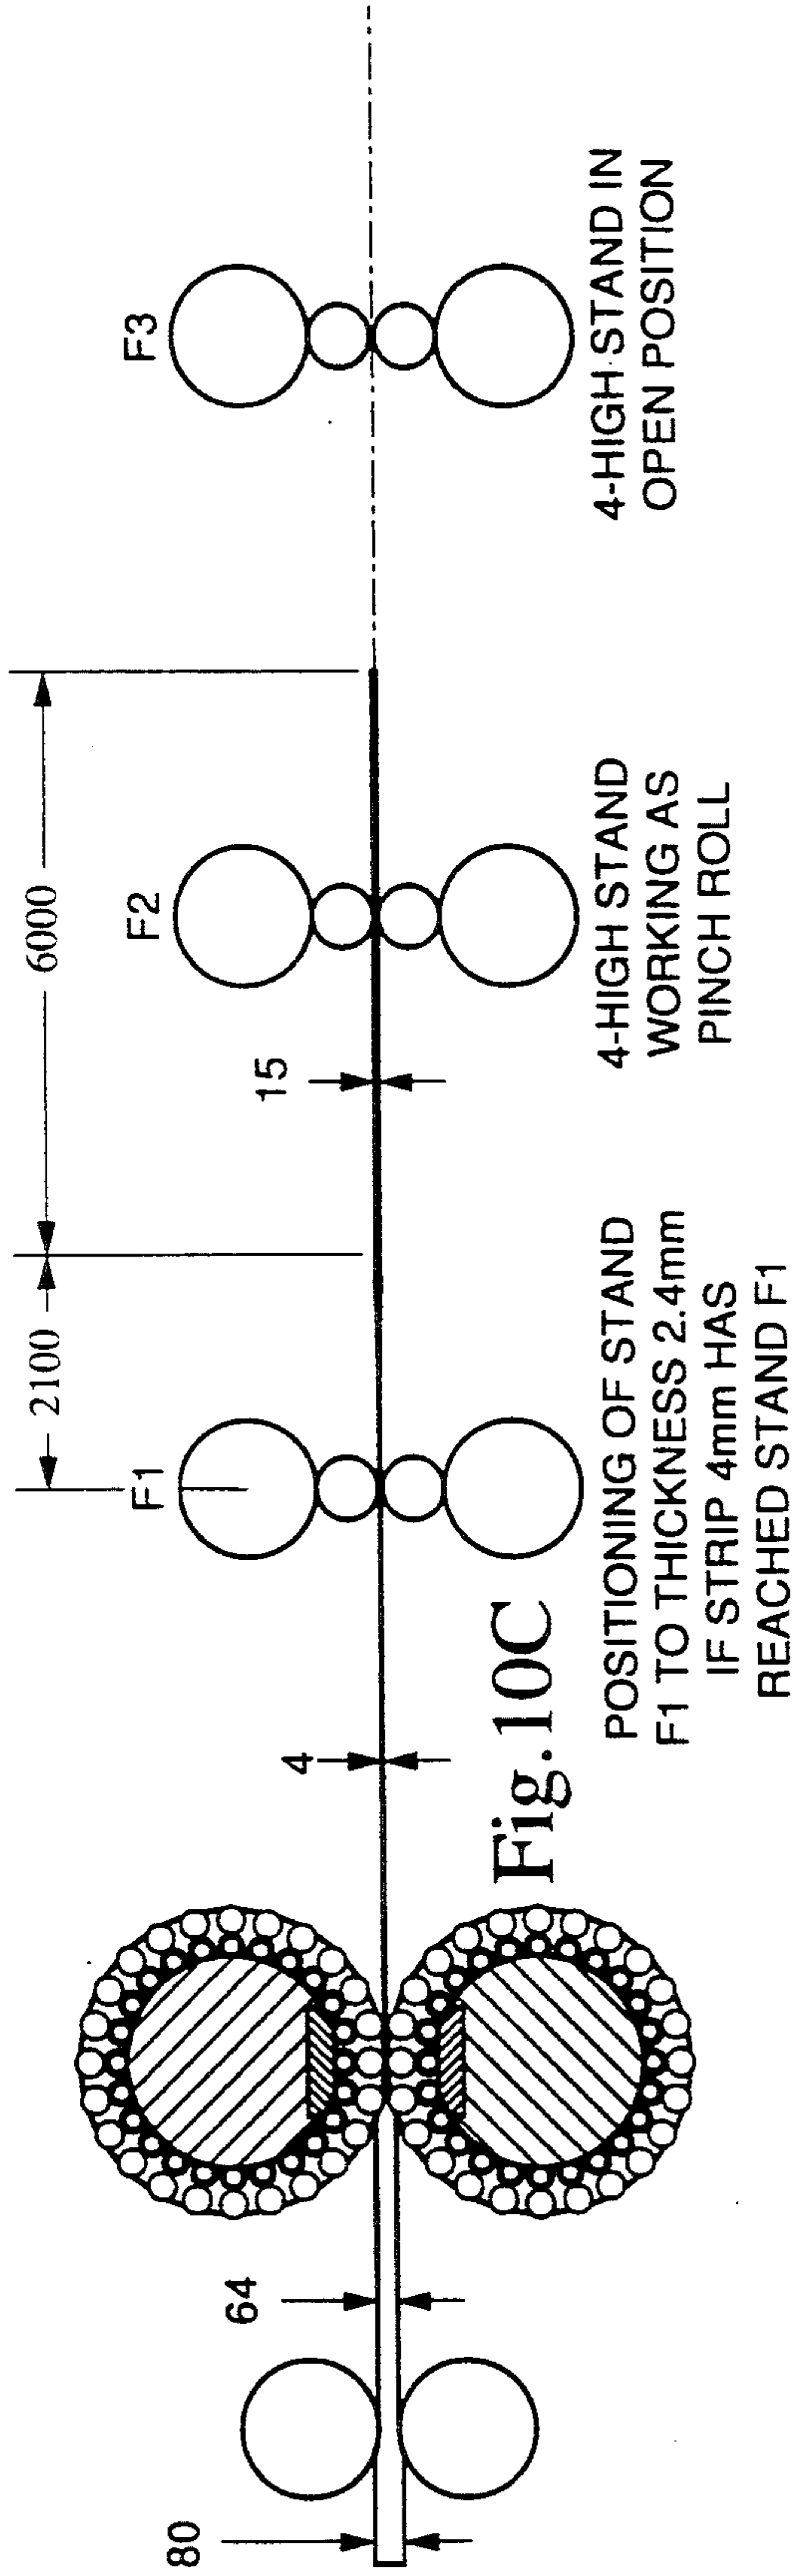 80
64
4
Fig.10C
2100
6000
F1
15
F2
F3
POSITIONING OF STAND
F1 TO THICKNESS 2.4mm
IF STRIP 4mm HAS
REACHED STAND F1
4-HIGH STAND
WORKING AS
PINCH ROLL
4-HIGH STAND IN
OPEN POSITION